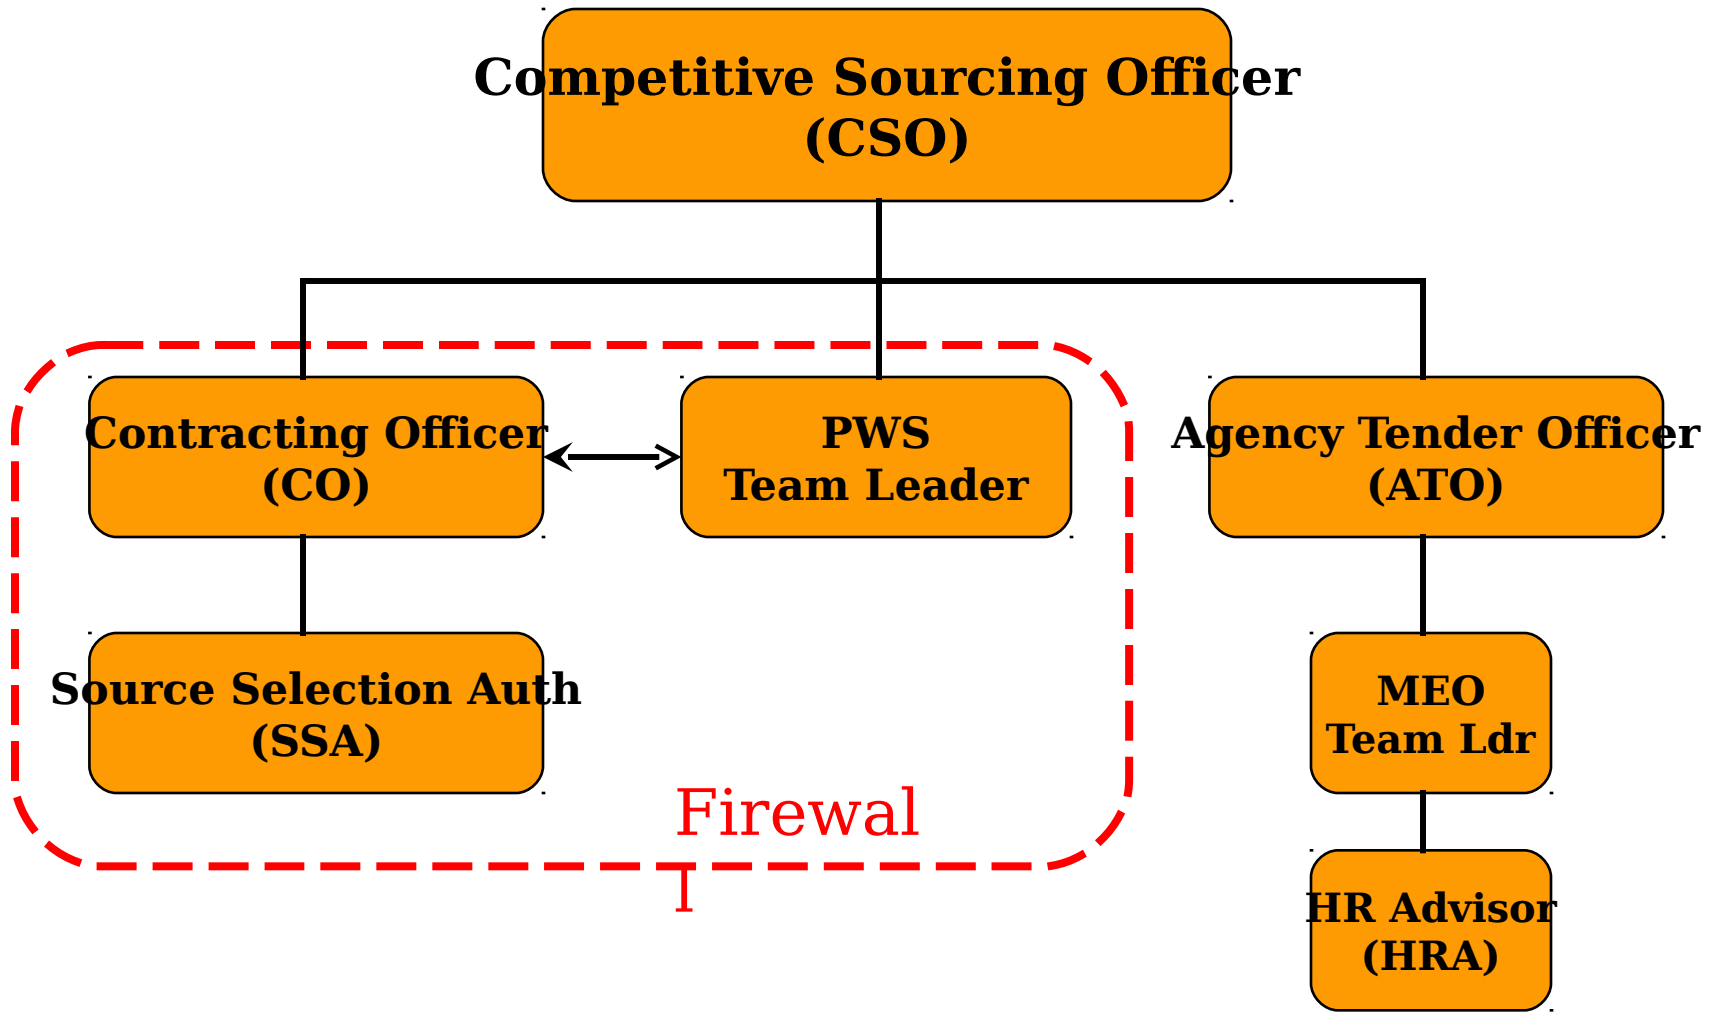 Competitive Sourcing Officer
(CSO)
Contracting Officer
(CO)
PWS
Team Leader
Agency Tender Officer
(ATO)
Source Selection Auth
(SSA)
MEO
Team Ldr
Firewal
l
HR Advisor
(HRA)